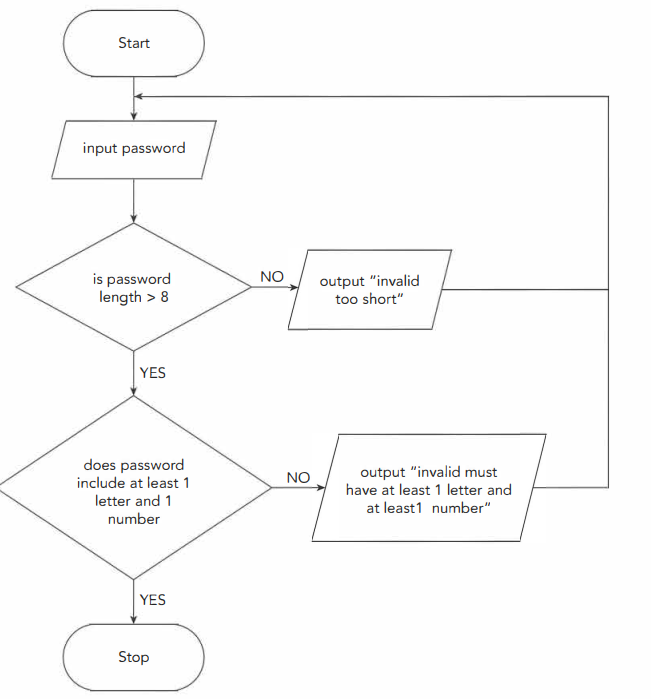 Start
input password
is password
length > 8
NO
output “invalid
too short”
YES
does password
include at least 1
letter and 1
number
NO
output “invalid must
have at least 1 letter and
at least1 number”
YES
Stop